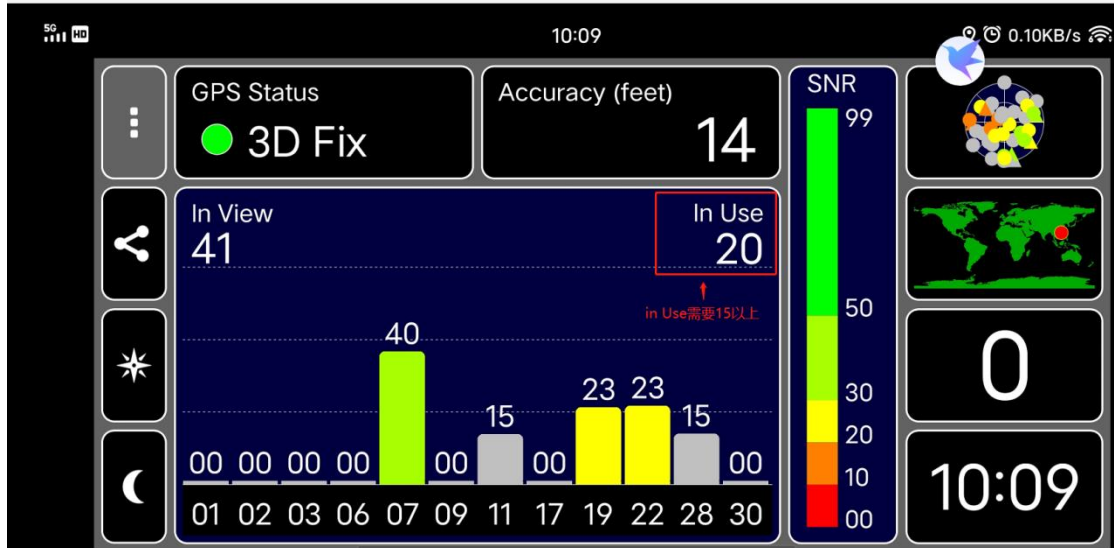 5G HD
10:09
0.10KB/s
GPS Status
3D Fix
Accuracy (feet)
14
SNR
99
50
30
20
10
00
In View
41
In Use
20
in Use需要15以上
00 00 00 00 40 00 15 00 23 23 15 00
01 02 03 06 07 09 11 17 19 22 28 30
0
10:09